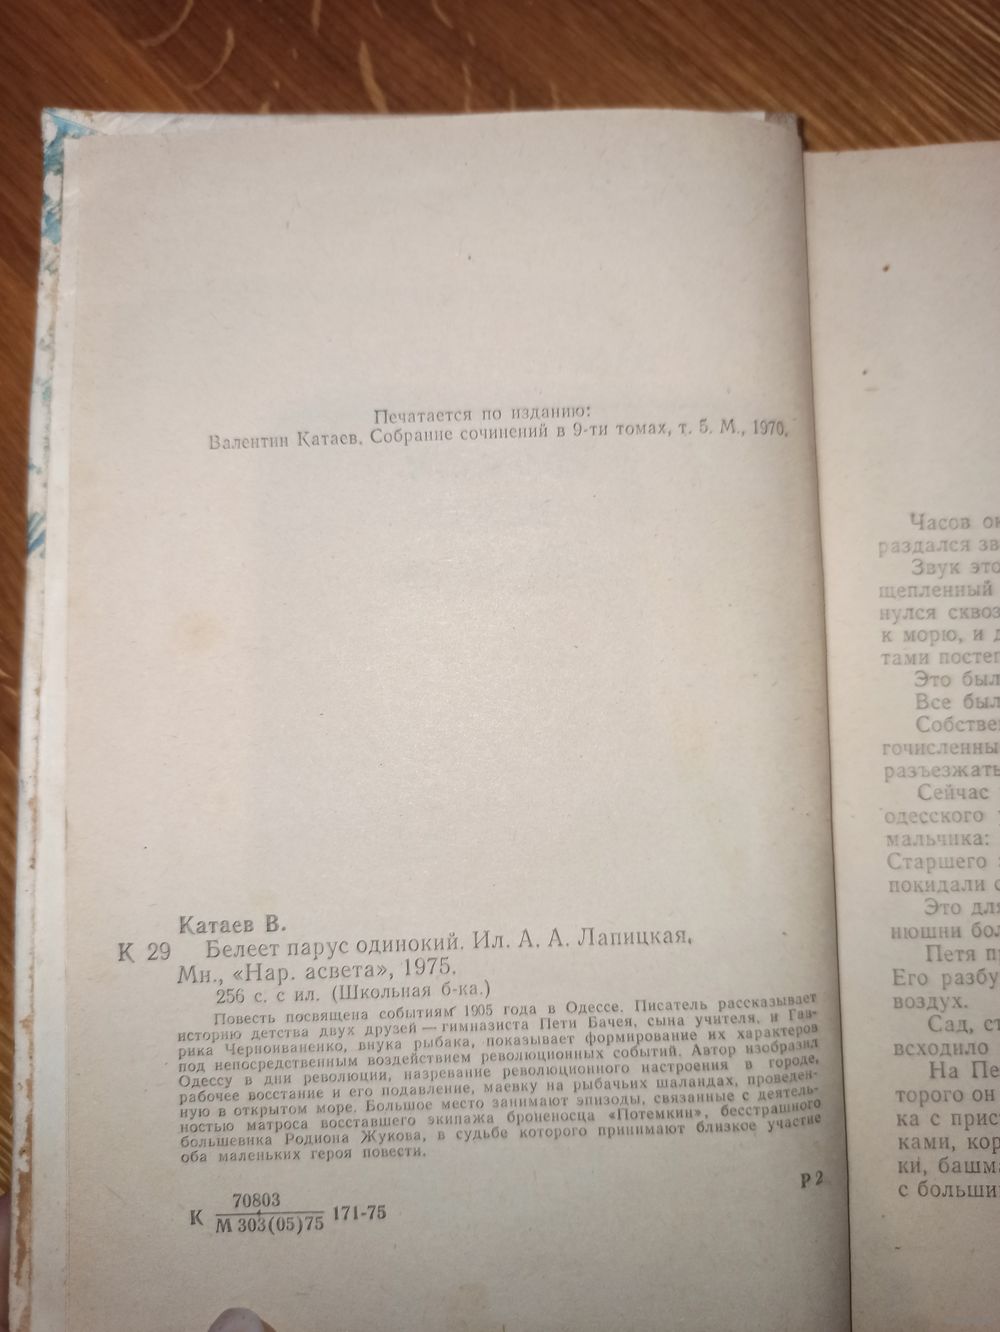 Печатается по изданию:
Валентин Катаев. Собрание сочинений в 9-ти томах, т. 5. М., 1970.
Катаев В.
К 29 Белеет парус одинокий. Ил. А. А. Лапицкая.
Мн., «Нар. асвета», 1975.
256 с. с ил. (Школьная б-ка.)
Повесть посвящена событиям 1905 года в Одессе. Писатель рассказывает
историю детства двух друзей — гимназиста Пети Бачея, сына учителя, и Гав-
рика Черноиваненко, внука рыбака, показывает формирование их характеров
под непосредственным воздействием революционных событий. Автор изобразил
Одессу в дни революции, назревание революционного настроения в городе,
рабочее восстание и его подавление, маевку на рыбачьих шаландах, проведен-
ную в открытом море. Большое место занимают эпизоды, связанные с деятель-
ностью матроса восставшего экипажа броненосца «Потемкин», бесстрашного
большевика Родиона Жукова, в судьбе которого принимают близкое участие
оба маленьких героя повести.
К 70803
М 303(05)75 171-75
Р2
Часов ок
раздался зв
Звук это
щепленный
нулся сквоз
к морю, и д
тами постеп
Это был
Все был
Собстве
гочисленны
разъезжать
Сейчас
одесского
мальчика:
Старшего
покидали с
Это для
нюшни бол
Петя п
Его разбу
воздух.
Сад, ст
всходило
На Пе
торого он
ка с прис
ками, кор
ки, башм
с больши